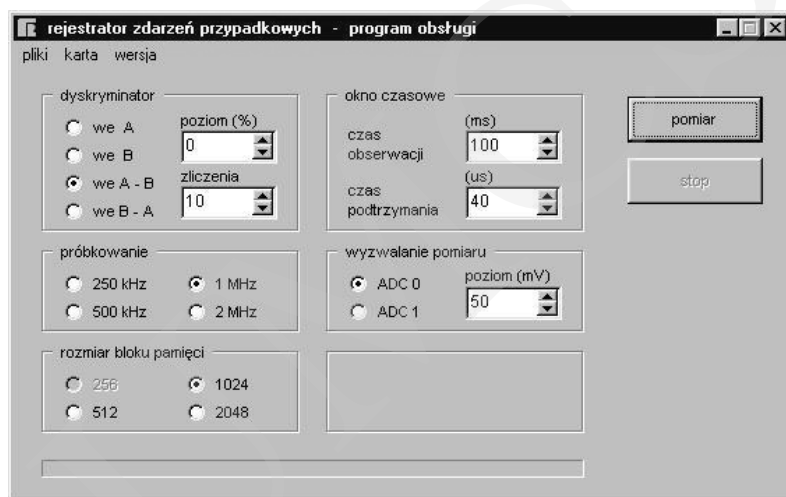 rejestrator zdarzeń przypadkowych - program obsługi
pliki karta wersja
dyskryminator
we A
we B
we A - B
we B - A
poziom (%)
0
zliczenia
10
okno czasowe
czas
obserwacji
(ms)
100
czas
podtrzymania
(us)
40
pomiar
stop
próbkowanie
250 kHz
1 MHz
500 kHz
2 MHz
wyzwalanie pomiaru
ADC 0
ADC 1
poziom (mV)
50
rozmiar bloku pamięci
256
1024
512
2048